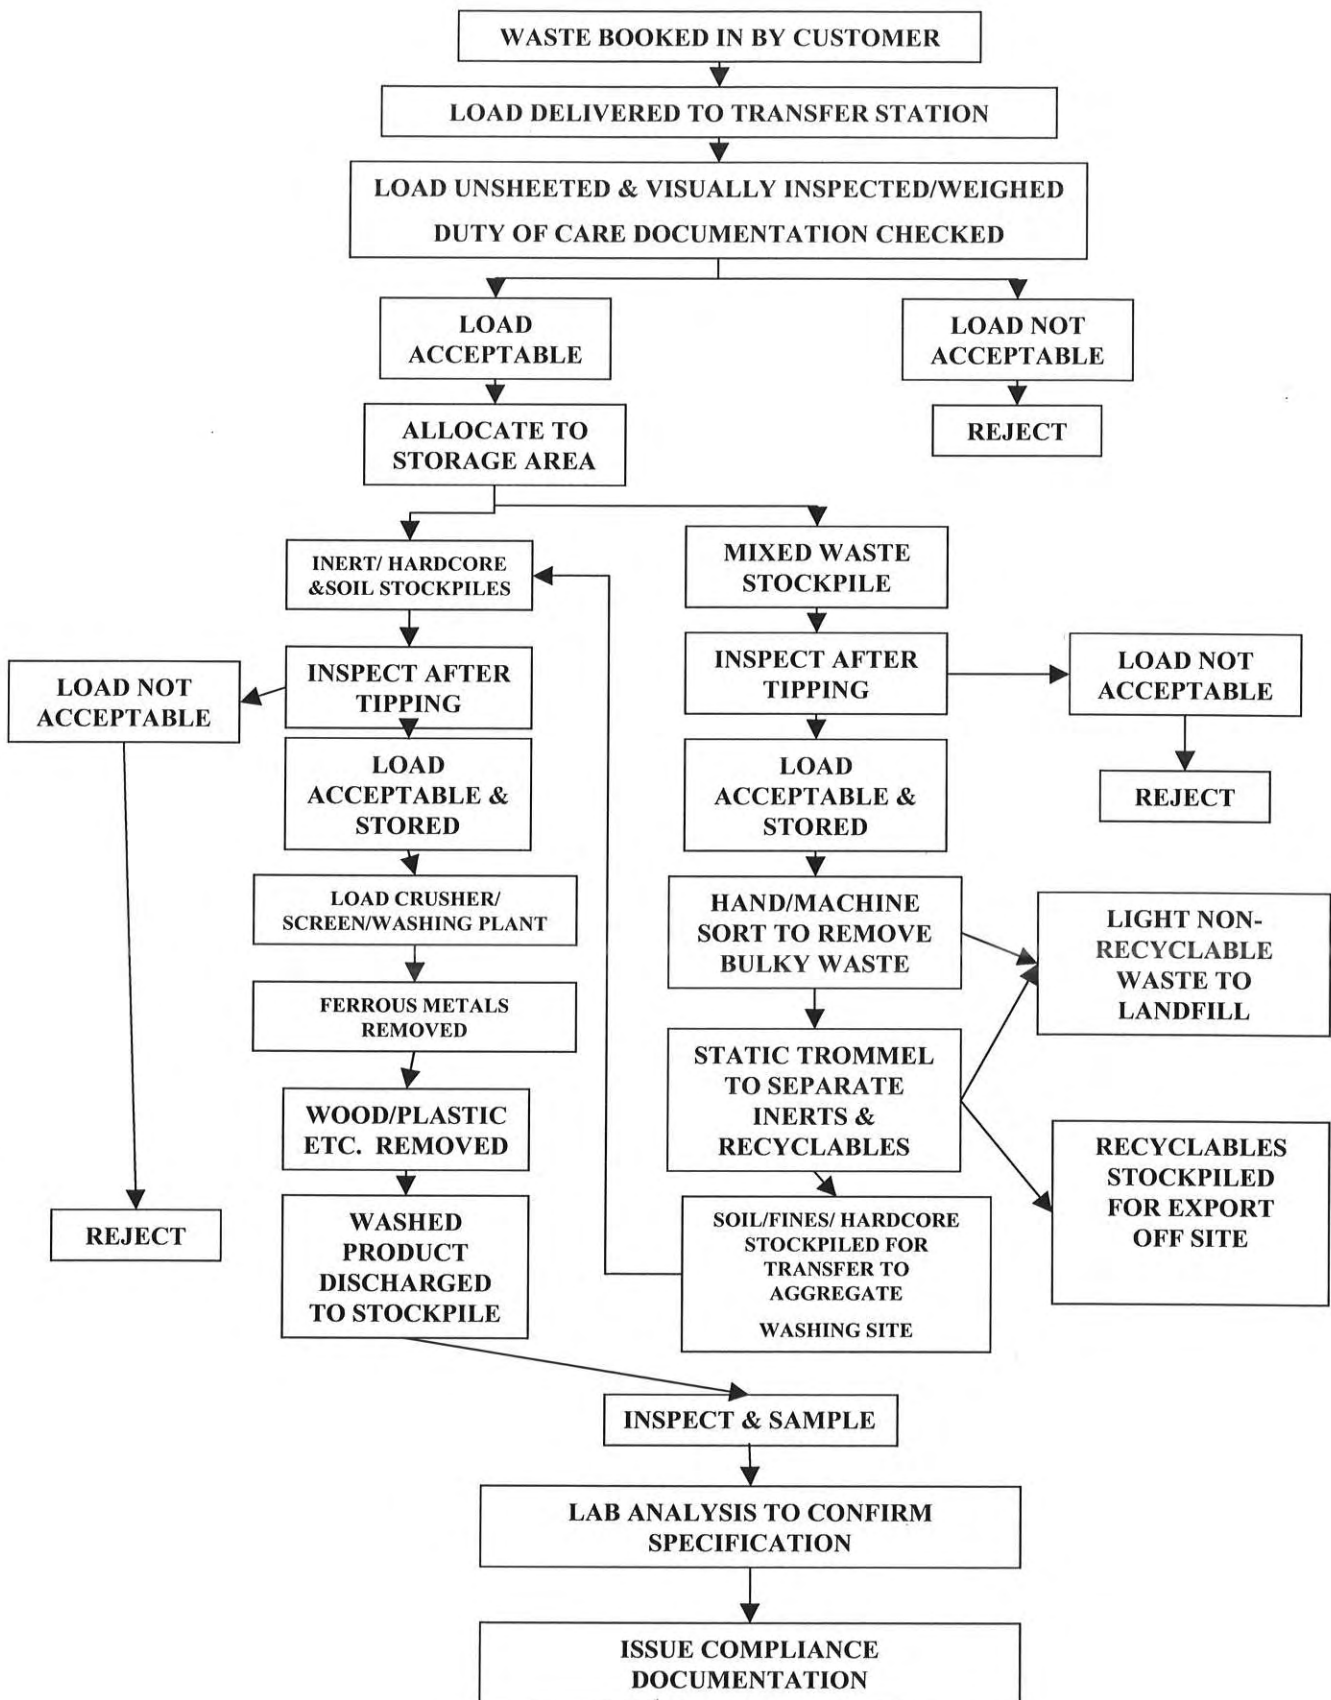 WASTE BOOKED IN BY CUSTOMER
LOAD DELIVERED TO TRANSFER STATION
LOAD UNSHEETED & VISUALLY INSPECTED/WEIGHED
DUTY OF CARE DOCUMENTATION CHECKED
LOAD
ACCEPTABLE
LOAD NOT
ACCEPTABLE
ALLOCATE TO
STORAGE AREA
REJECT
INERT/ HARDCORE
&SOIL STOCKPILES
MIXED WASTE
STOCKPILE
LOAD NOT
ACCEPTABLE
INSPECT AFTER
TIPPING
INSPECT AFTER
TIPPING
LOAD NOT
ACCEPTABLE
LOAD
ACCEPTABLE &
STORED
LOAD
ACCEPTABLE &
STORED
REJECT
LOAD CRUSHER/
SCREEN/WASHING PLANT
HAND/MACHINE
SORT TO REMOVE
BULKY WASTE
LIGHT NON-
RECYCLABLE
WASTE TO
LANDFILL
FERROUS METALS
REMOVED
STATIC TROMMEL
TO SEPARATE
INERTS &
RECYCLABLES
WOOD/PLASTIC
ETC. REMOVED
RECYCLABLES
STOCKPILED
FOR EXPORT
OFF SITE
REJECT
WASHED
PRODUCT
DISCHARGED
TO STOCKPILE
SOIL/FINES/ HARDCORE
STOCKPILED FOR
TRANSFER TO
AGGREGATE
WASHING SITE
INSPECT & SAMPLE
LAB ANALYSIS TO CONFIRM
SPECIFICATION
ISSUE COMPLIANCE
DOCUMENTATION